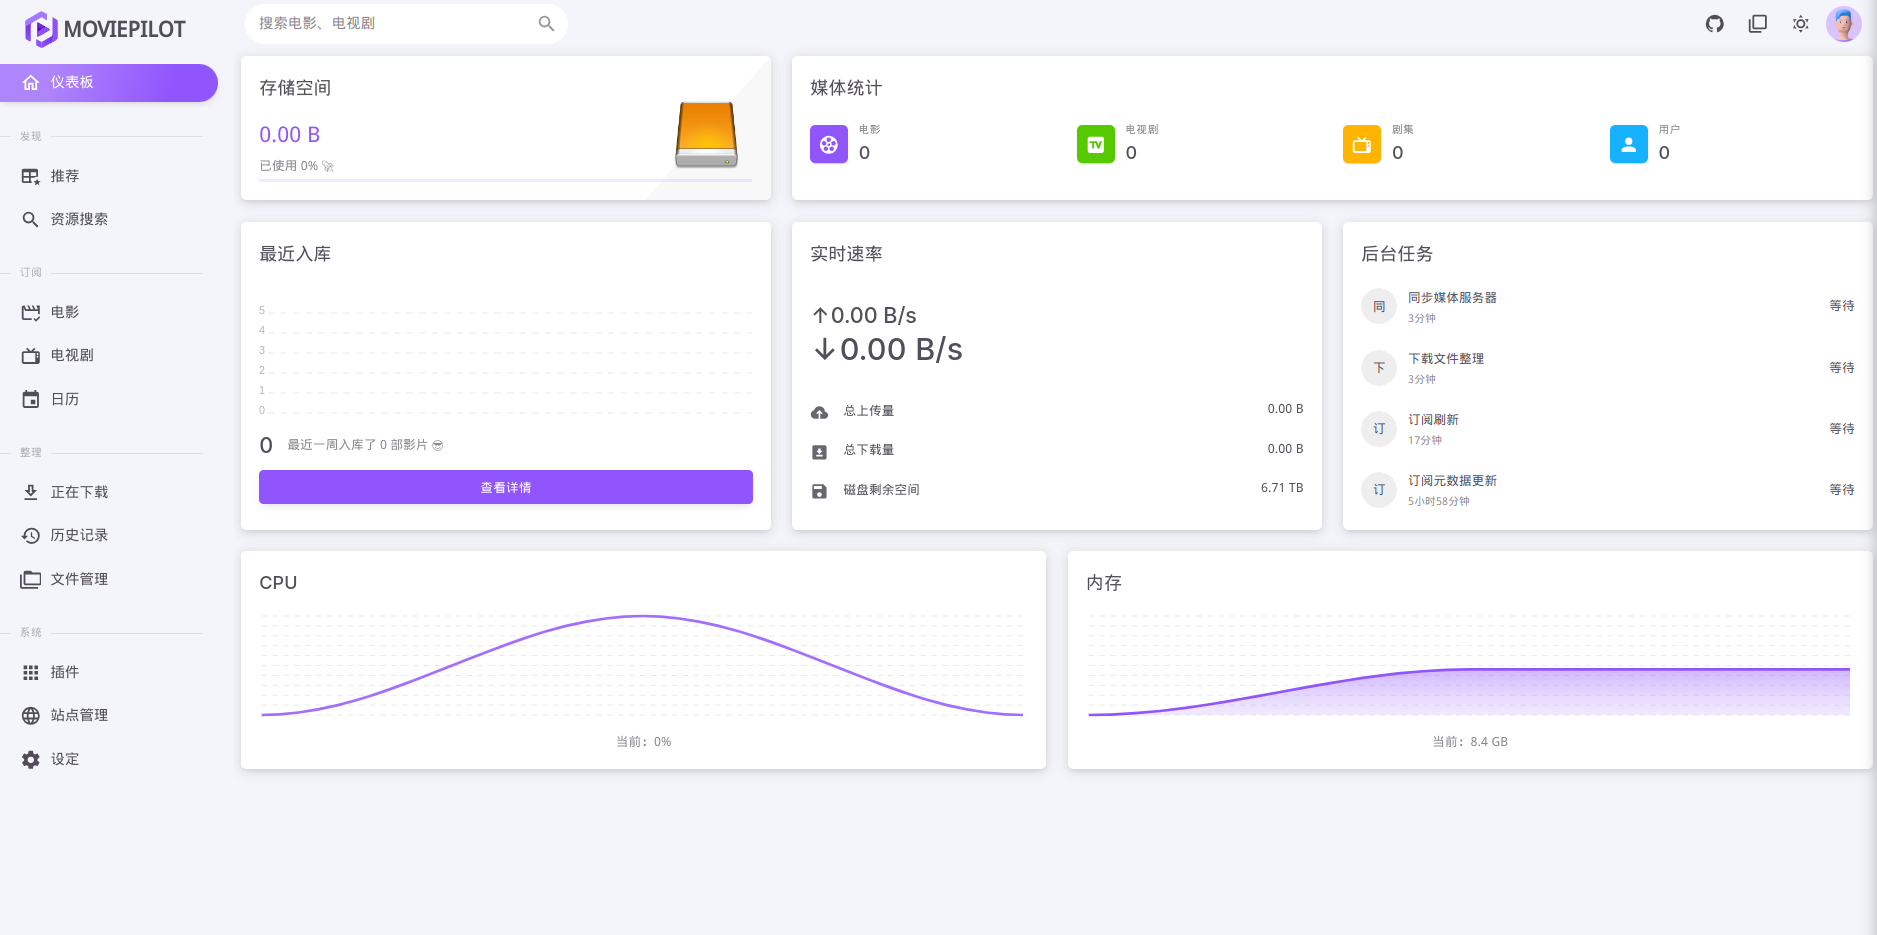 MOVIEPILOT
搜索电影、电视剧
仪表板
发现
推荐
资源搜索
订阅
电影
电视剧
日历
整理
正在下载
历史记录
文件管理
系统
插件
站点管理
设定
存储空间
0.00 B
已使用 0% 🚀
媒体统计
电影
0
电视剧
0
剧集
0
用户
0
TV
最近入库
5
4
3
2
1
0
0 最近一周入库了 0 部影片 😎
查看详情
实时速率
↑0.00 B/s
↓0.00 B/s
总上传量 0.00 B
总下载量 0.00 B
磁盘剩余空间 6.71 TB
后台任务
同 同步媒体服务器 等待
3分钟
下 下载文件整理 等待
3分钟
订 订阅刷新 等待
17分钟
订 订阅元数据更新 等待
5小时58分钟
CPU
当前：0%
内存
当前：8.4 GB